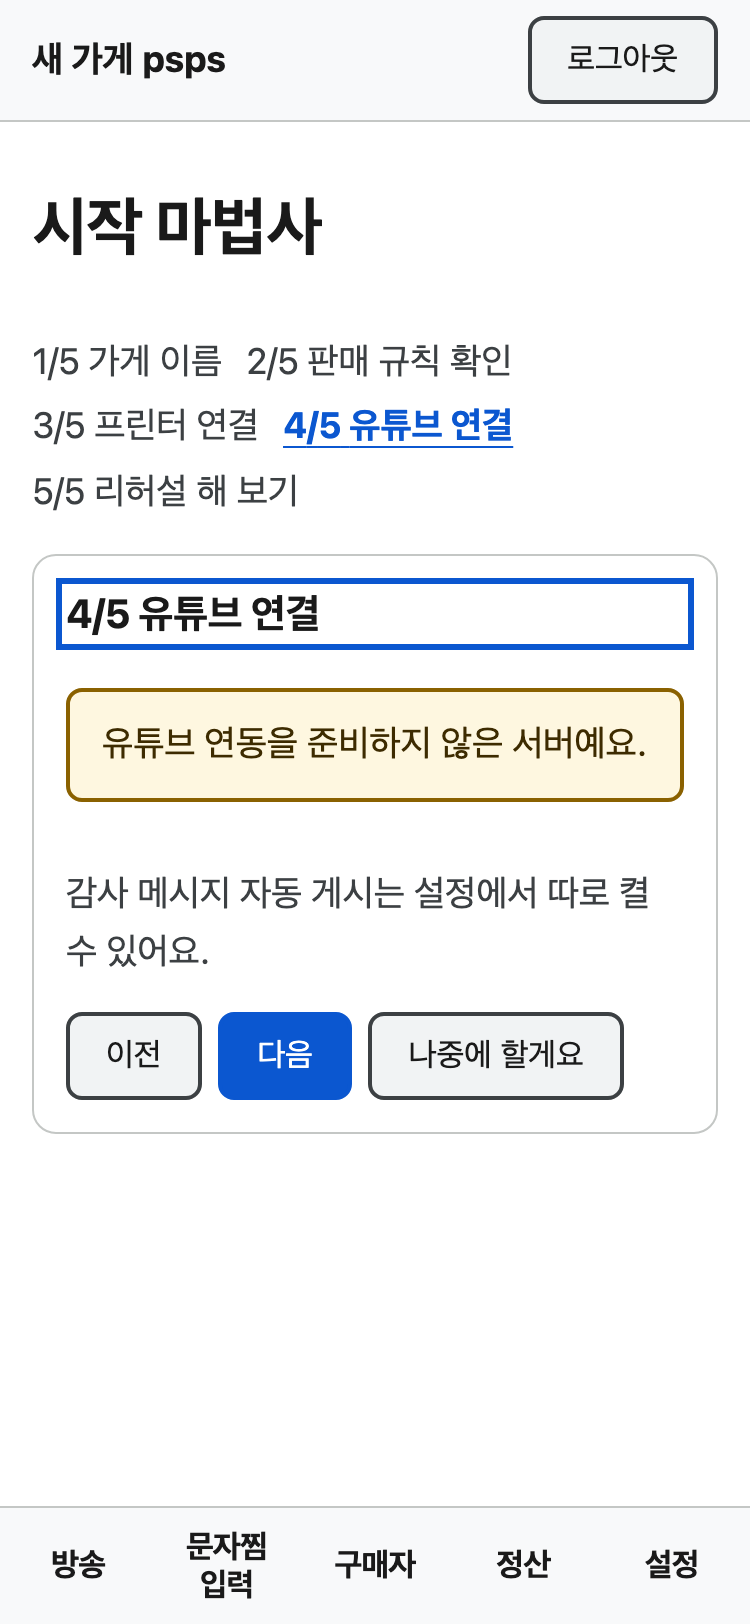 새 가게 psps
로그아웃
시작 마법사
1/5 가게 이름 2/5 판매 규칙 확인
3/5 프린터 연결 4/5 유튜브 연결
5/5 리허설 해 보기
4/5 유튜브 연결
유튜브 연동을 준비하지 않은 서버예요.
감사 메시지 자동 게시는 설정에서 따로 켤
수 있어요.
이전
다음
나중에 할게요
방송
문자찜
입력
구매자
정산
설정